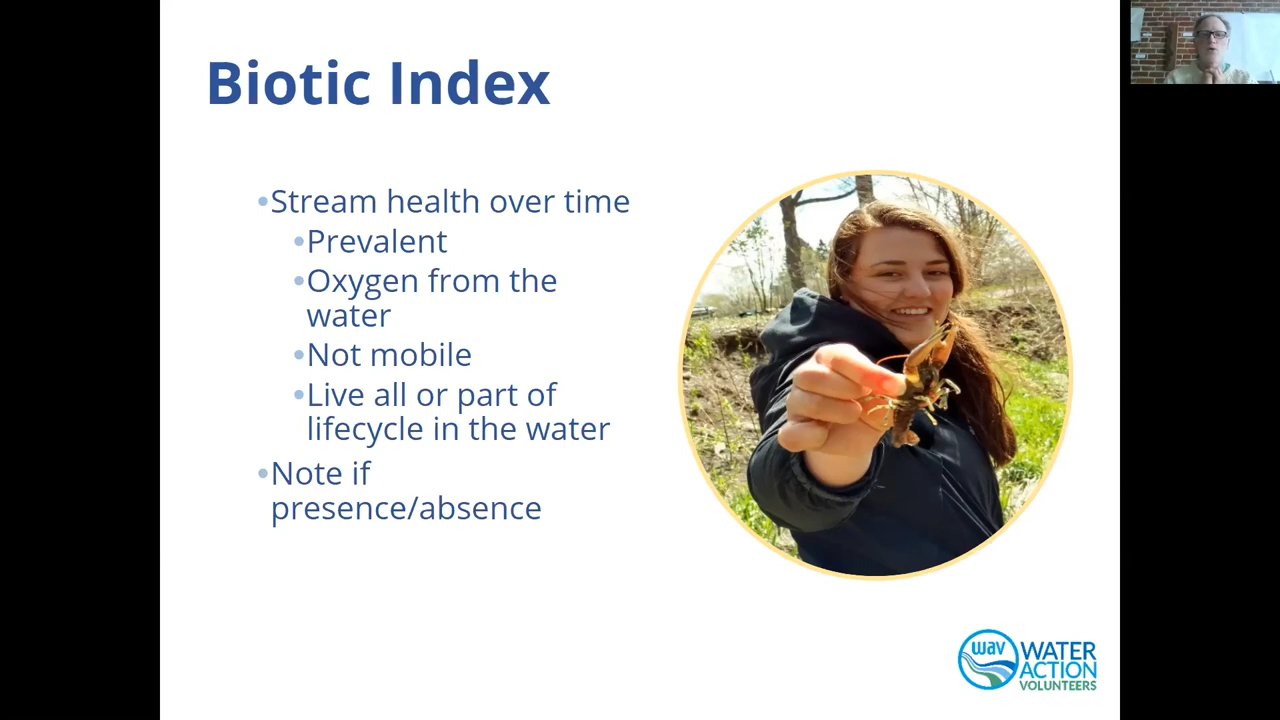 Biotic Index
•Stream health over time
•Prevalent
•Oxygen from the
water
•Not mobile
•Live all or part of
lifecycle in the water
•Note if
presence/absence
wav
WATER
ACTION
VOLUNTEERS